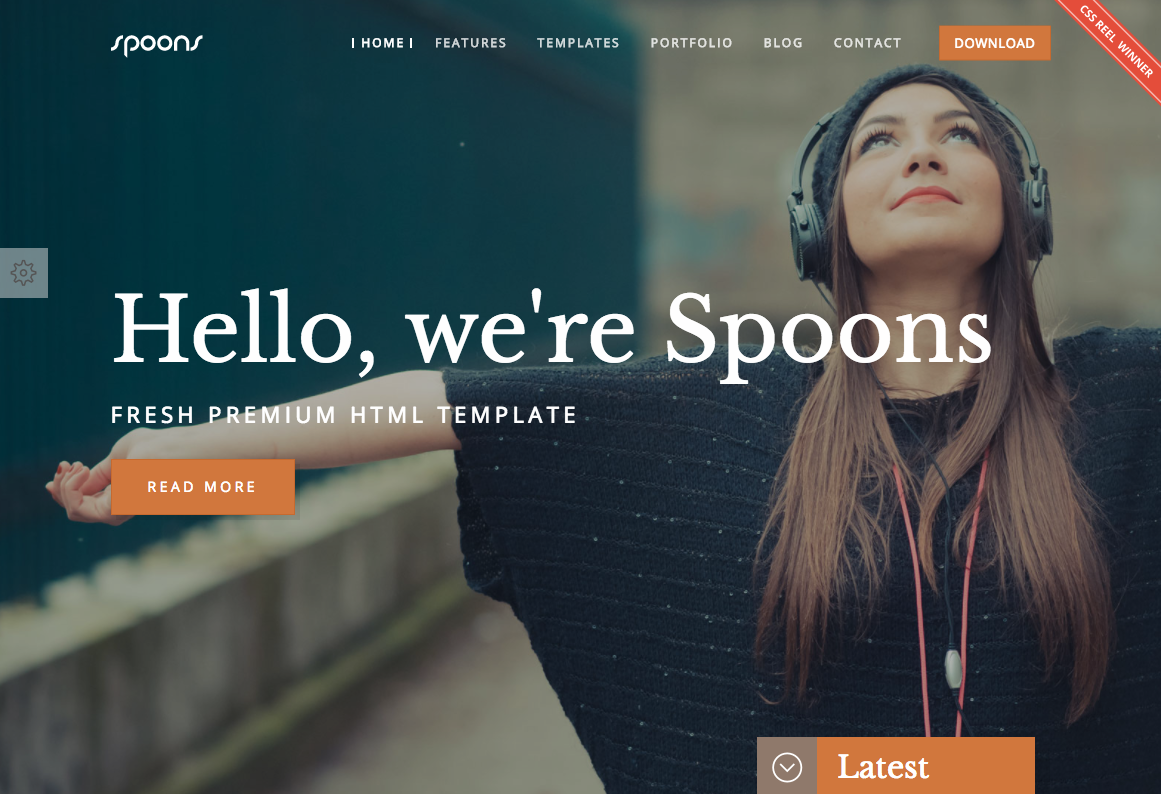 spoons
HOME FEATURES TEMPLATES PORTFOLIO BLOG CONTACT DOWNLOAD
CSS REEL WINNER
Hello, we're Spoons
FRESH PREMIUM HTML TEMPLATE
READ MORE
Latest